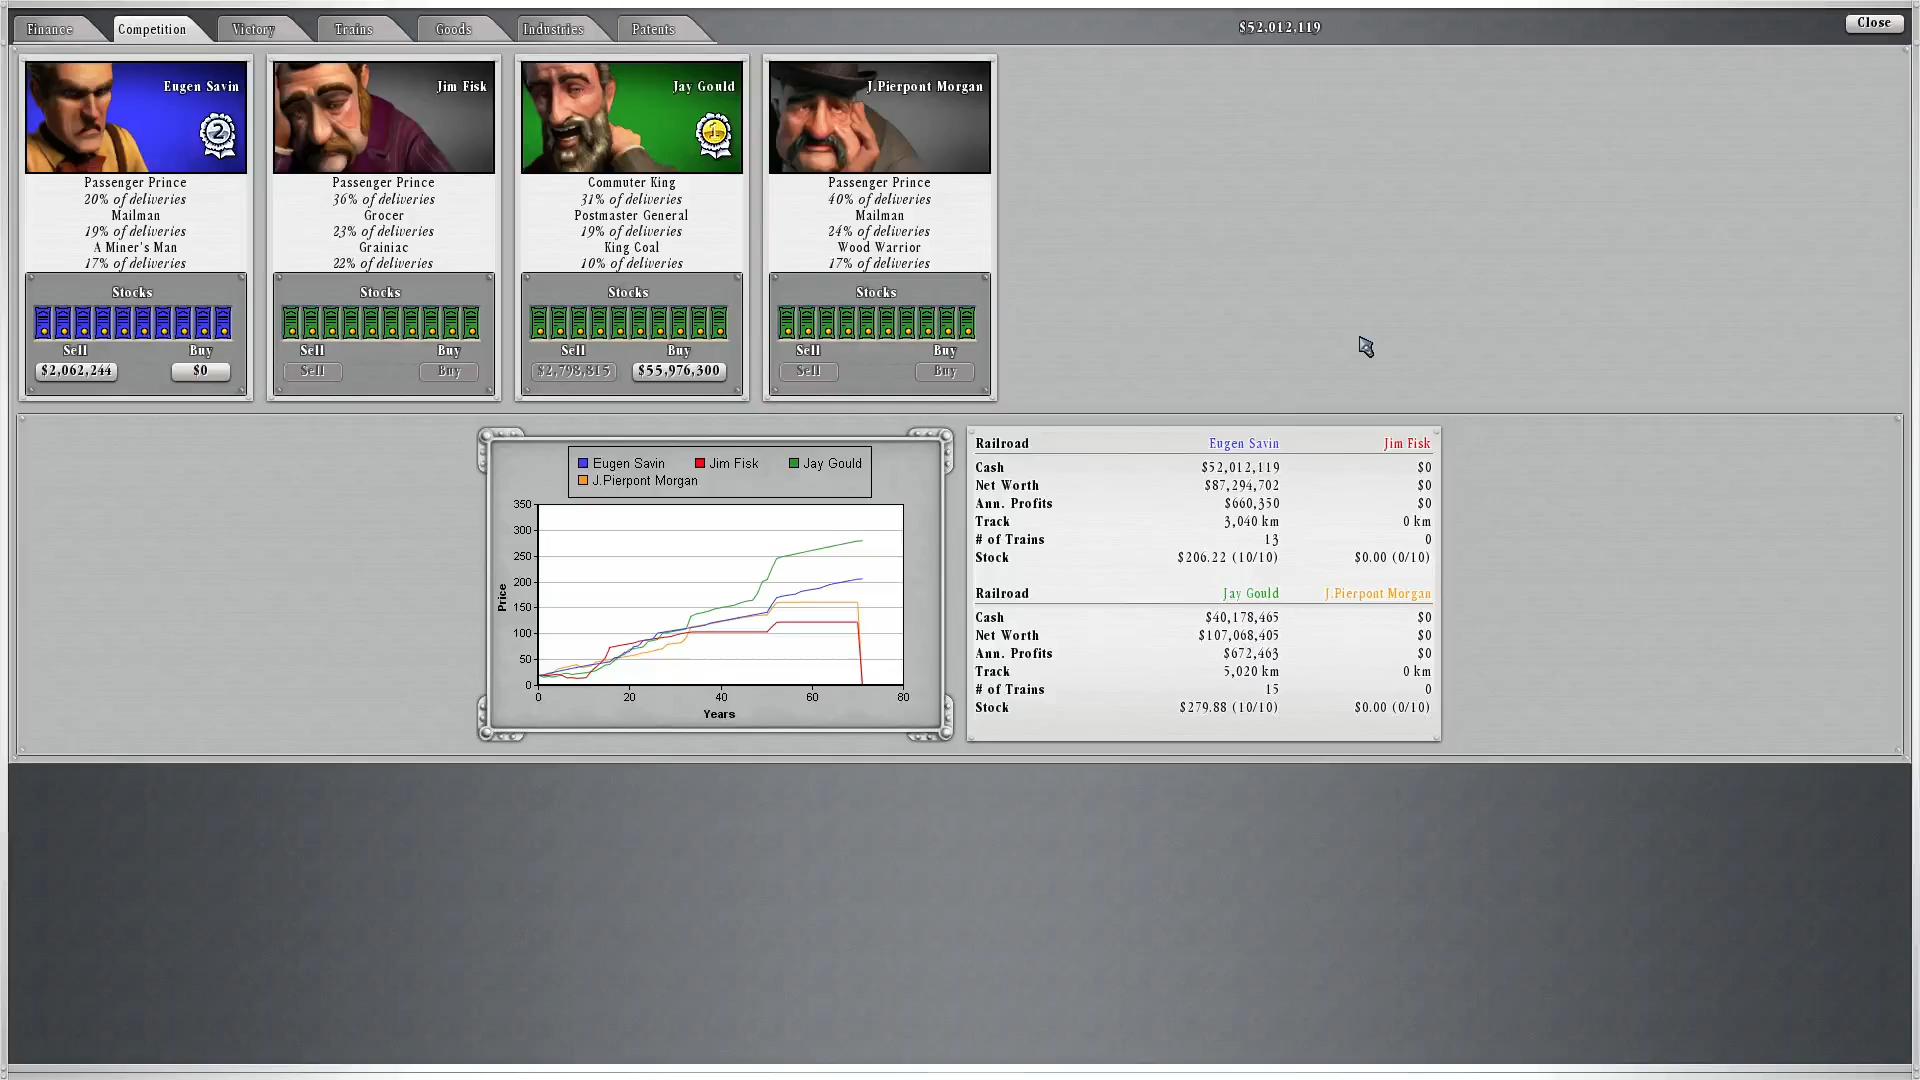 Finance Competition Victory Trains Goods Industries Patents $52,012,119 Close
Eugen Savin
2
Passenger Prince
20% of deliveries
Mailman
19% of deliveries
A Miner's Man
17% of deliveries
Stocks
Sell Buy
$2,062,244 $0
Jim Fisk
Passenger Prince
36% of deliveries
Grocer
23% of deliveries
Grainiac
22% of deliveries
Stocks
Sell Buy
Sell Buy
Jay Gould
1
Commuter King
31% of deliveries
Postmaster General
19% of deliveries
King Coal
10% of deliveries
Stocks
Sell Buy
$2,798,815 $55,976,300
J.Pierpont Morgan
Passenger Prince
40% of deliveries
Mailman
24% of deliveries
Wood Warrior
17% of deliveries
Stocks
Sell Buy
Sell Buy
Eugen Savin Jim Fisk Jay Gould
J.Pierpont Morgan
350
300
250
200
150
100
50
0
Price
0 20 40 60 80
Years
Railroad Eugen Savin Jim Fisk
Cash $52,012,119 $0
Net Worth $87,294,702 $0
Ann. Profits $660,350 $0
Track 3,040 km 0 km
# of Trains 13 0
Stock $206.22 (10/10) $0.00 (0/10)
Railroad Jay Gould J.Pierpont Morgan
Cash $40,178,465 $0
Net Worth $107,068,405 $0
Ann. Profits $672,463 $0
Track 5,020 km 0 km
# of Trains 15 0
Stock $279.88 (10/10) $0.00 (0/10)